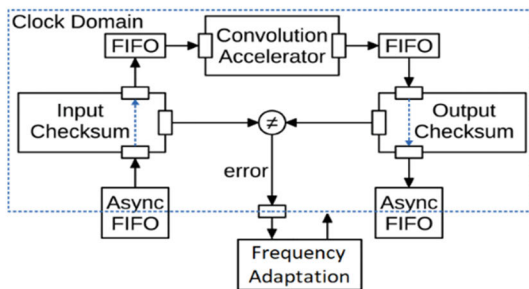 Clock Domain
FIFO
Convolution
Accelerator
FIFO
Input
Checksum
≠
Output
Checksum
error
Async
FIFO
Async
FIFO
Frequency
Adaptation